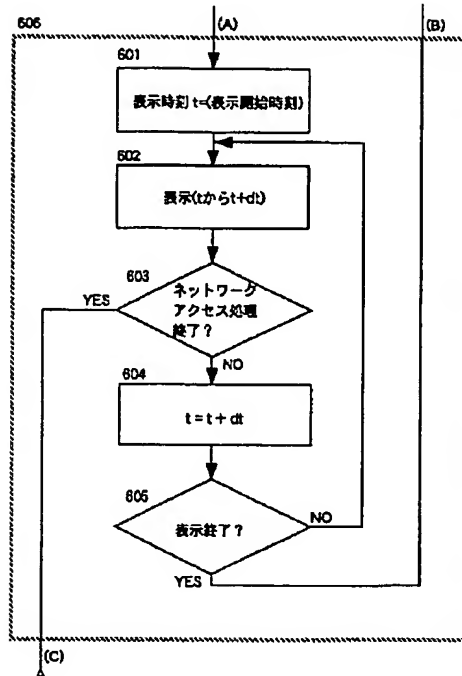 606
(A)
(B)
601
表示時刻 t=(表示開始時刻)
602
表示(tからt+dt)
603
YES
ネットワーク
アクセス処理
終了?
NO
604
t = t + dt
605
表示終了?
NO
YES
(C)